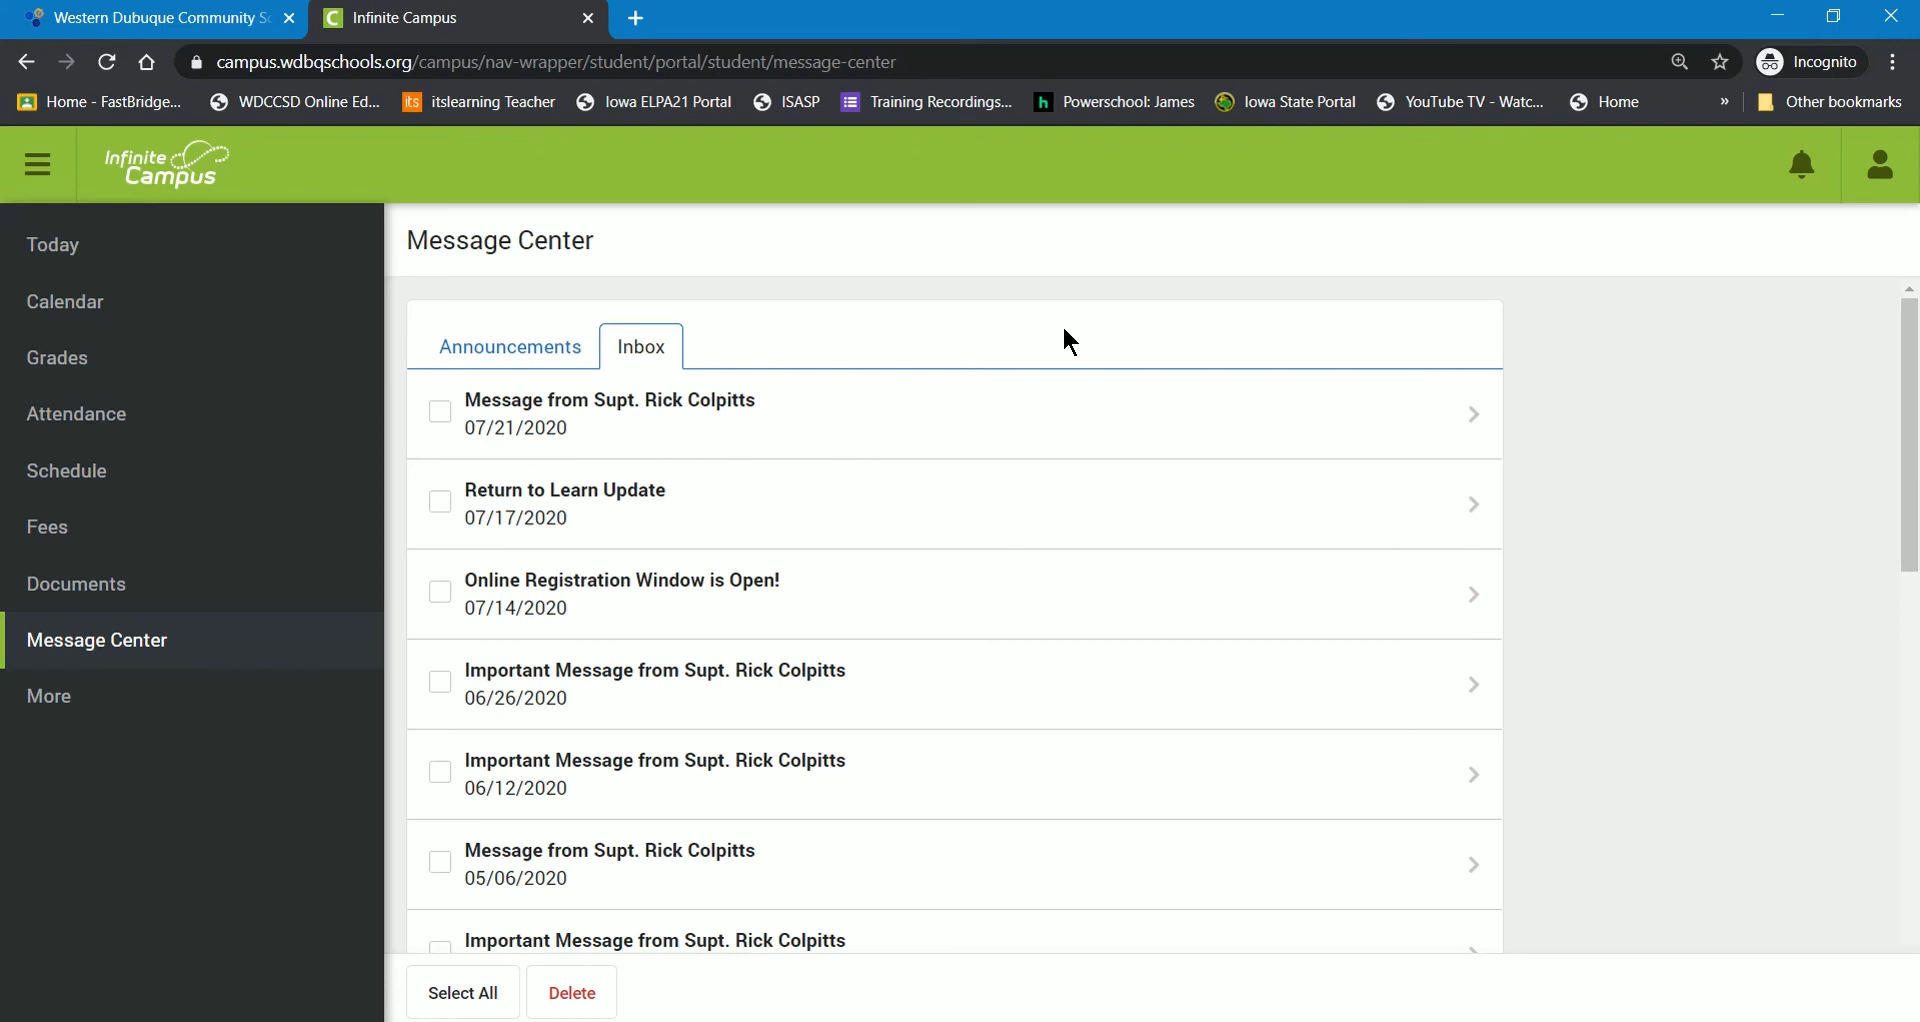 Western Dubuque Community Sc
Infinite Campus
campus.wdbqschools.org/campus/nav-wrapper/student/portal/student/message-center
Incognito
Home - FastBridge...
WDCCSD Online Ed...
its
itslearning Teacher
Iowa ELPA21 Portal
ISASP
Training Recordings...
h
Powerschool: James
Iowa State Portal
YouTube TV - Watc...
Home
»
Other bookmarks
Infinite
Campus
Today
Calendar
Grades
Attendance
Schedule
Fees
Documents
Message Center
More
Message Center
Announcements
Inbox
Message from Supt. Rick Colpitts
07/21/2020
Return to Learn Update
07/17/2020
Online Registration Window is Open!
07/14/2020
Important Message from Supt. Rick Colpitts
06/26/2020
Important Message from Supt. Rick Colpitts
06/12/2020
Message from Supt. Rick Colpitts
05/06/2020
Important Message from Supt. Rick Colpitts
Select All
Delete